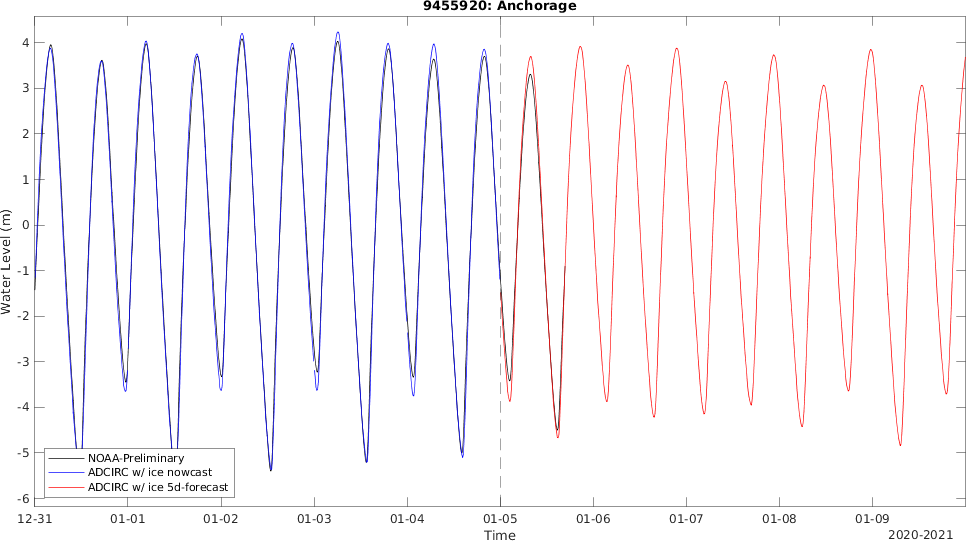 9455920: Anchorage
4
3
2
1
0
-1
-2
-3
-4
-5
-6
Water Level (m)
NOAA-Preliminary
ADCIRC w/ ice nowcast
ADCIRC w/ ice 5d-forecast
12-31 01-01 01-02 01-03 01-04 01-05 01-06 01-07 01-08 01-09
Time
2020-2021